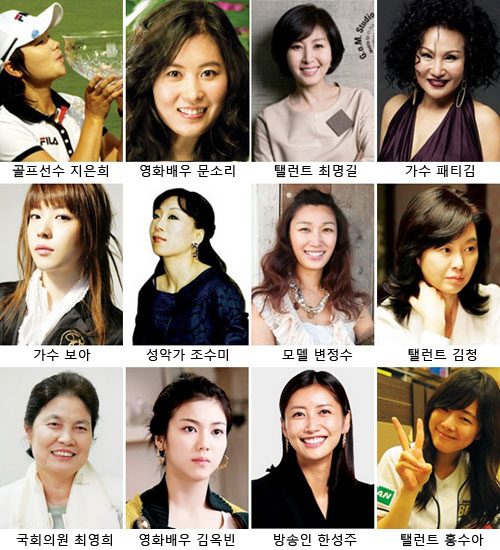 G.o.M. Studio
FILA
FILA
골프선수 지은희
영화배우 문소리
탤런트 최명길
가수 패티김
가수 보아
성악가 조수미
모델 변정수
탤런트 김청
국회의원 최영희
영화배우 김옥빈
방송인 한성주
탤런트 홍수아